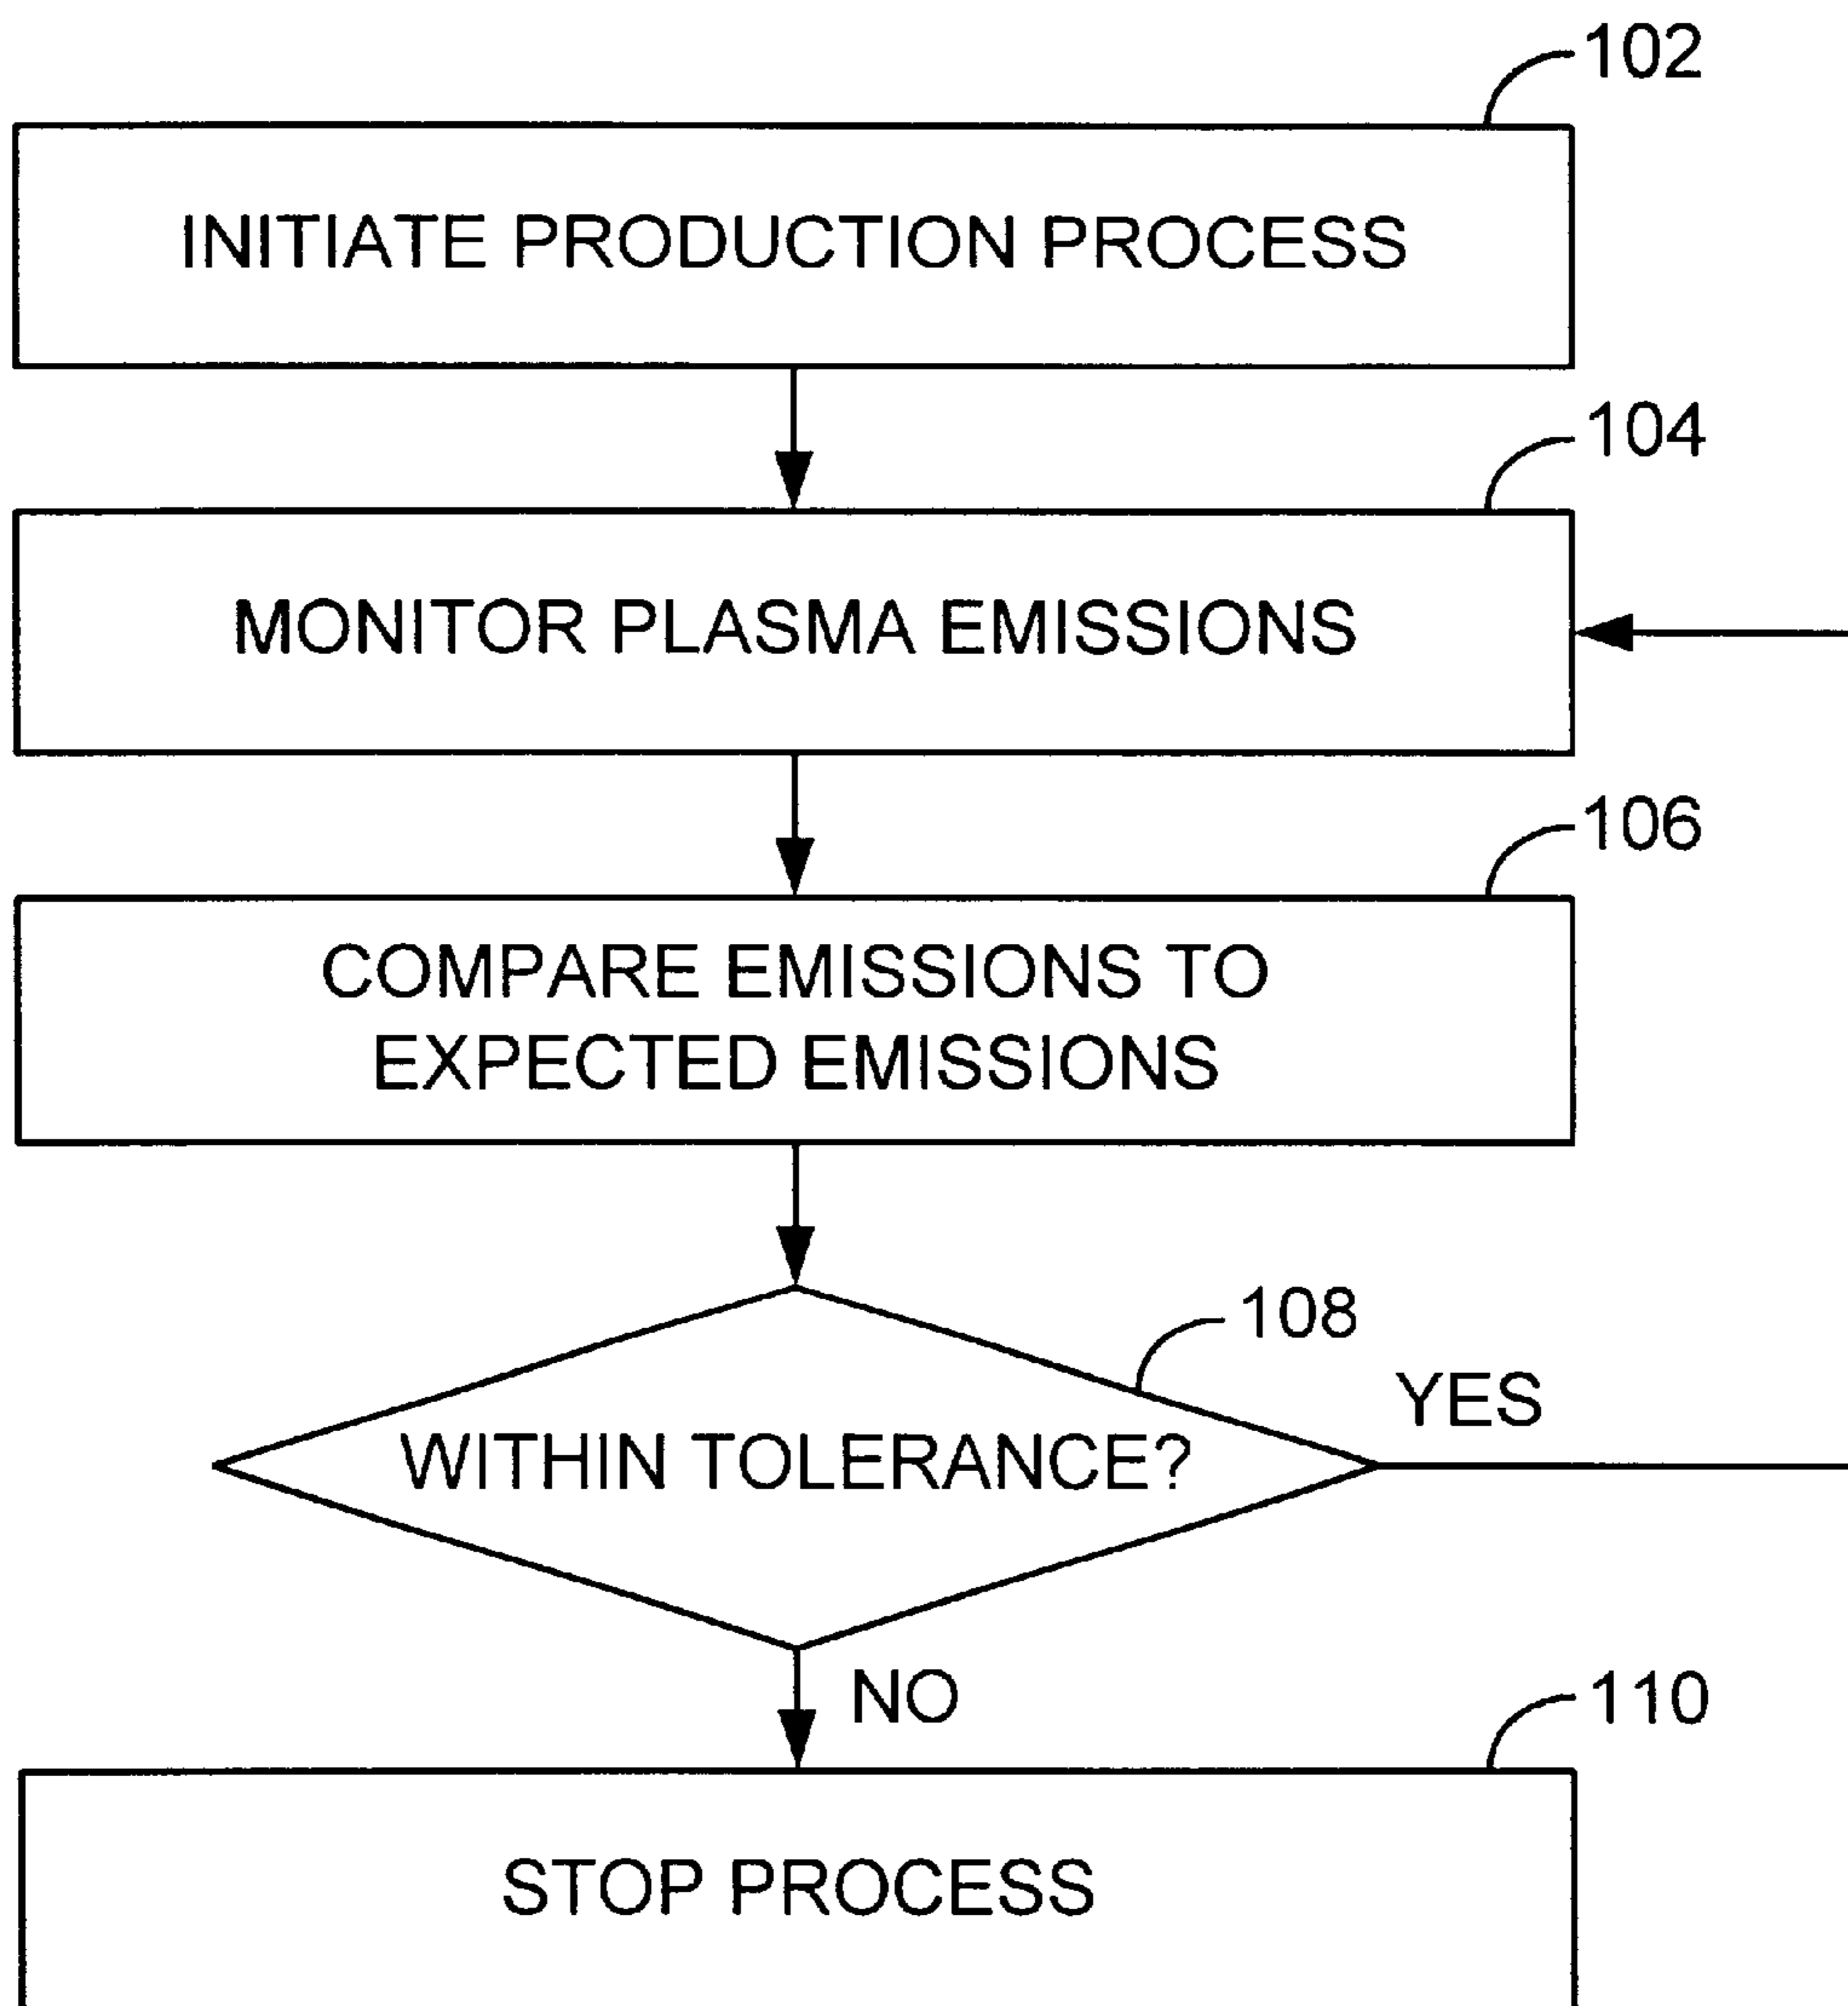 102
INITIATE PRODUCTION PROCESS
104
MONITOR PLASMA EMISSIONS
106
COMPARE EMISSIONS TO
EXPECTED EMISSIONS
108
WITHIN TOLERANCE?
YES
NO
110
STOP PROCESS